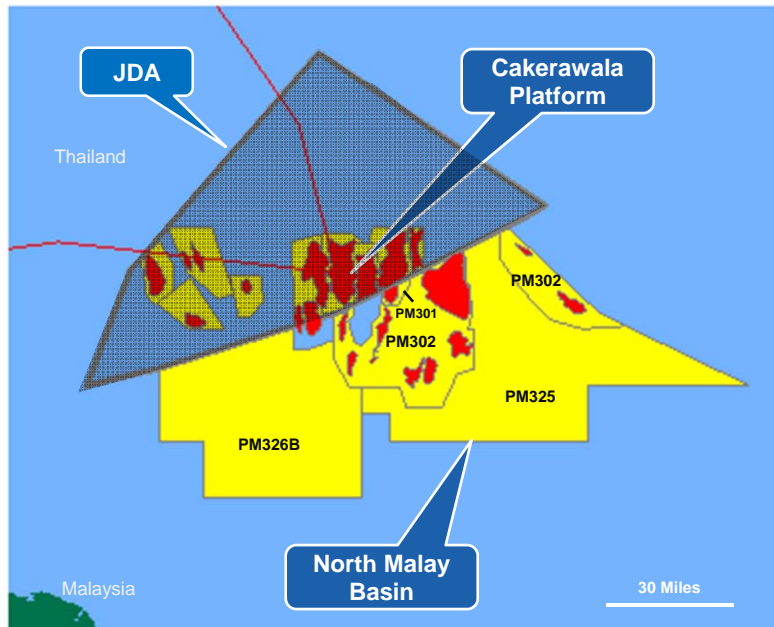 JDA
Cakerawala
Platform
Thailand
PM302
PM301
PM302
PM325
PM326B
North Malay
Basin
Malaysia
30 Miles